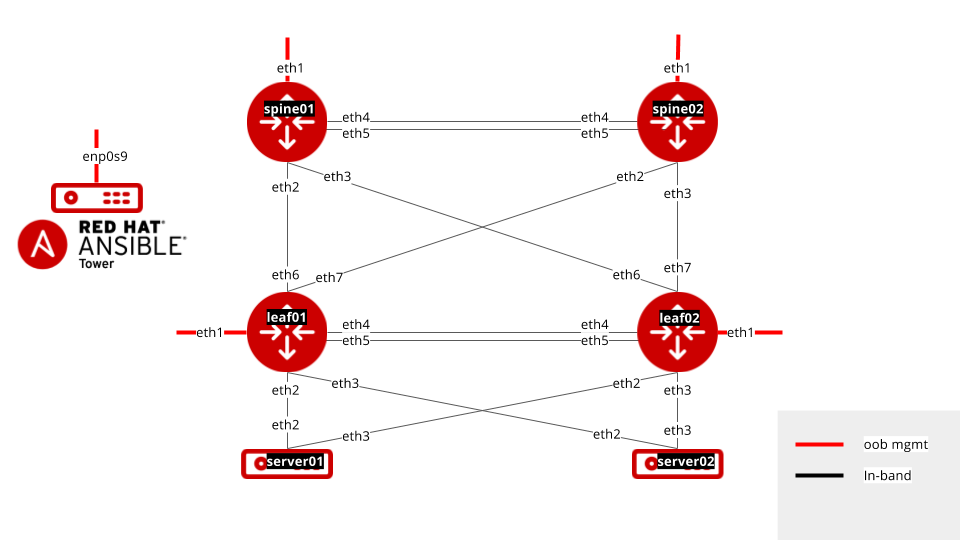 eth1
eth1
spine01
spine02
eth4
eth4
eth5
eth5
enp0s9
eth3
eth2
eth2
eth3
RED HAT®
ANSIBLE®
Tower
eth6
eth7
eth6
eth7
leaf01
leaf02
eth4
eth4
eth1
eth1
eth5
eth5
eth3
eth2
eth2
eth3
eth2
eth3
eth2
eth3
server01
server02
oob mgmt
In-band